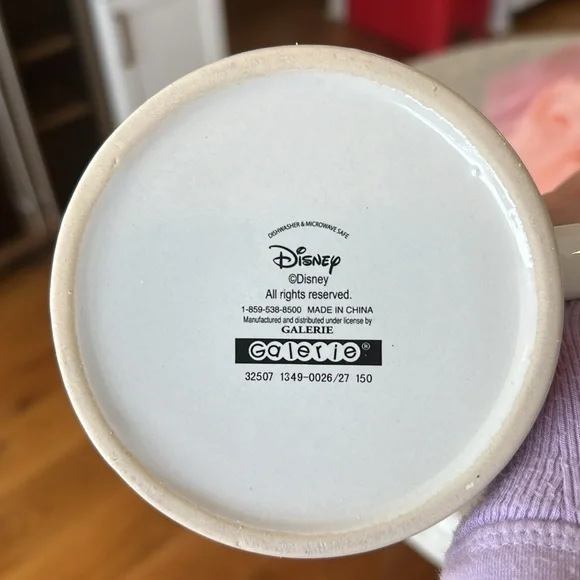 DISHWASHER & MICROWAVE SAFE
Disney
©Disney
All rights reserved.
1-859-538-8500 MADE IN CHINA
Manufactured and distributed under license by
GALERIE
Galerie®
32507 1349-0026/27 150